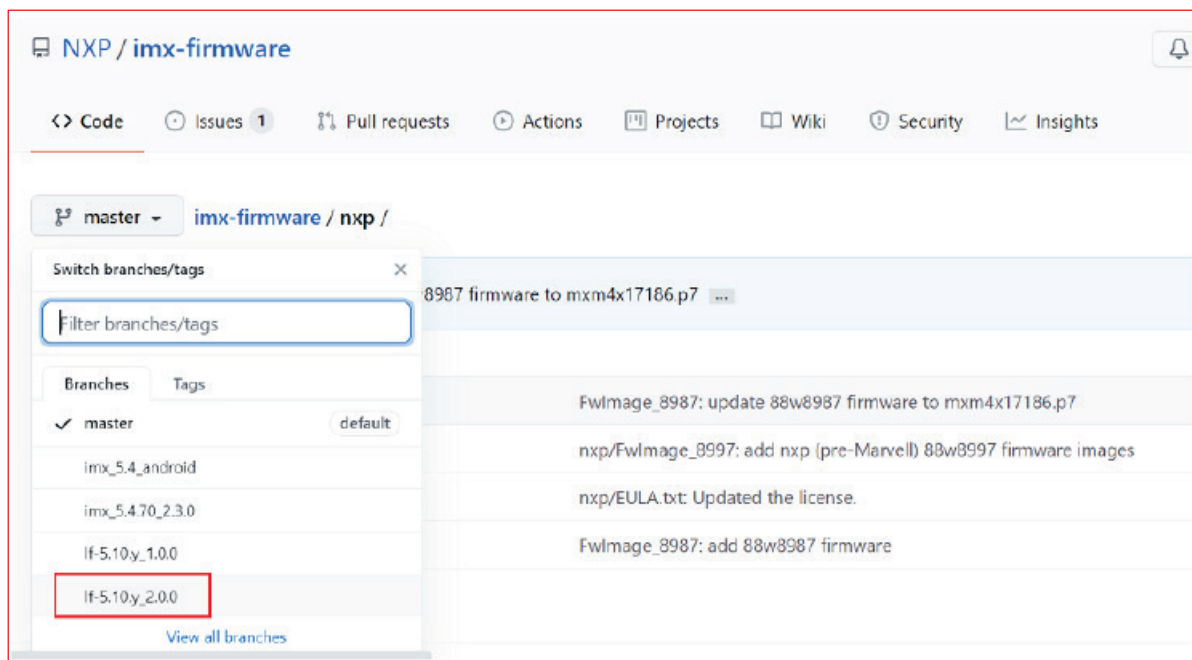 NXP / imx-firmware
Code Issues 1 Pull requests Actions Projects Wiki Security Insights
master imx-firmware / nxp /
Switch branches/tags
8987 firmware to mxm4x17186.p7 ...
Filter branches/tags
Branches Tags
FwImage_8987: update 88w8987 firmware to mxm4x17186.p7
master default
nxp/FwImage_8997: add nxp (pre-Marvell) 88w8997 firmware images
imx_5.4_android
nxp/EULA.txt: Updated the license.
imx_5.4.70_2.3.0
FwImage_8987: add 88w8987 firmware
lf-5.10.y_1.0.0
lf-5.10.y_2.0.0
View all branches